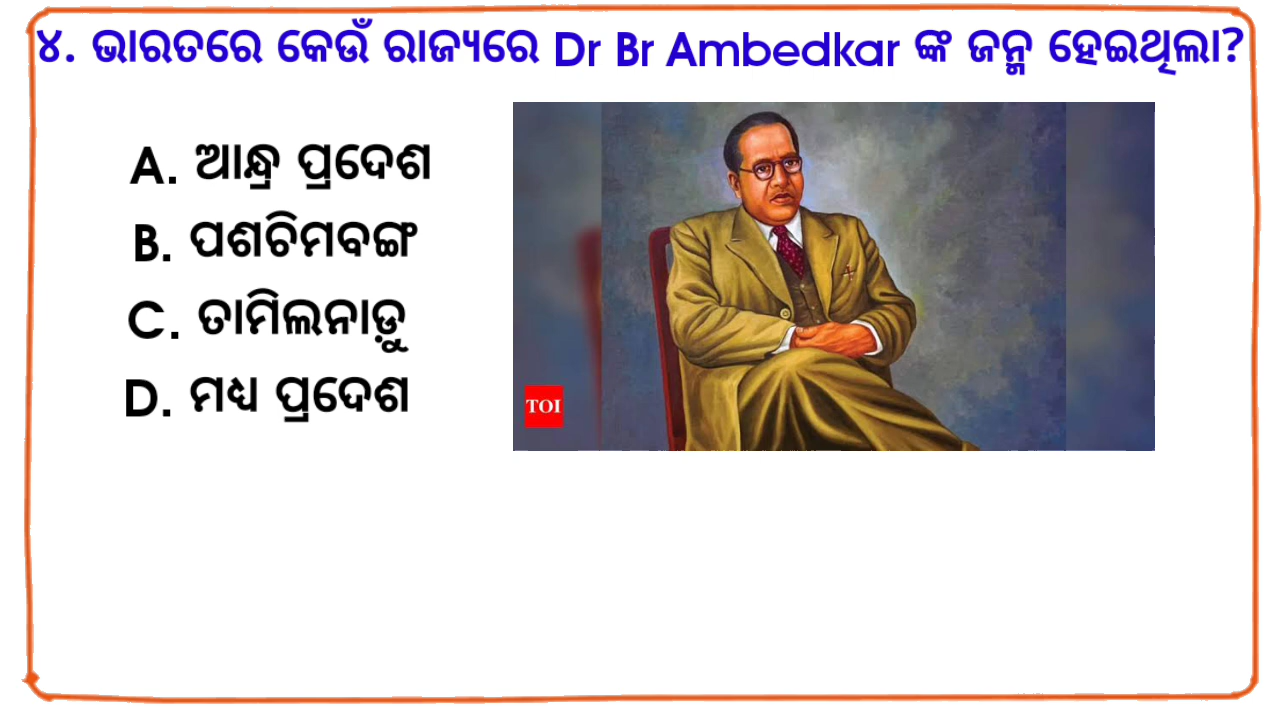 ୪. ଭାରତରେ କେଉଁ ରାଜ୍ୟରେ Dr Br Ambedkar ଙ୍କ ଜନ୍ମ ହେଇଥିଲା?
A. ଆନ୍ଧ୍ର ପ୍ରଦେଶ
B. ପଶଚିମବଙ୍ଗ
C. ତାମିଲନାଡ଼ୁ
D. ମଧ୍ୟ ପ୍ରଦେଶ
TOI